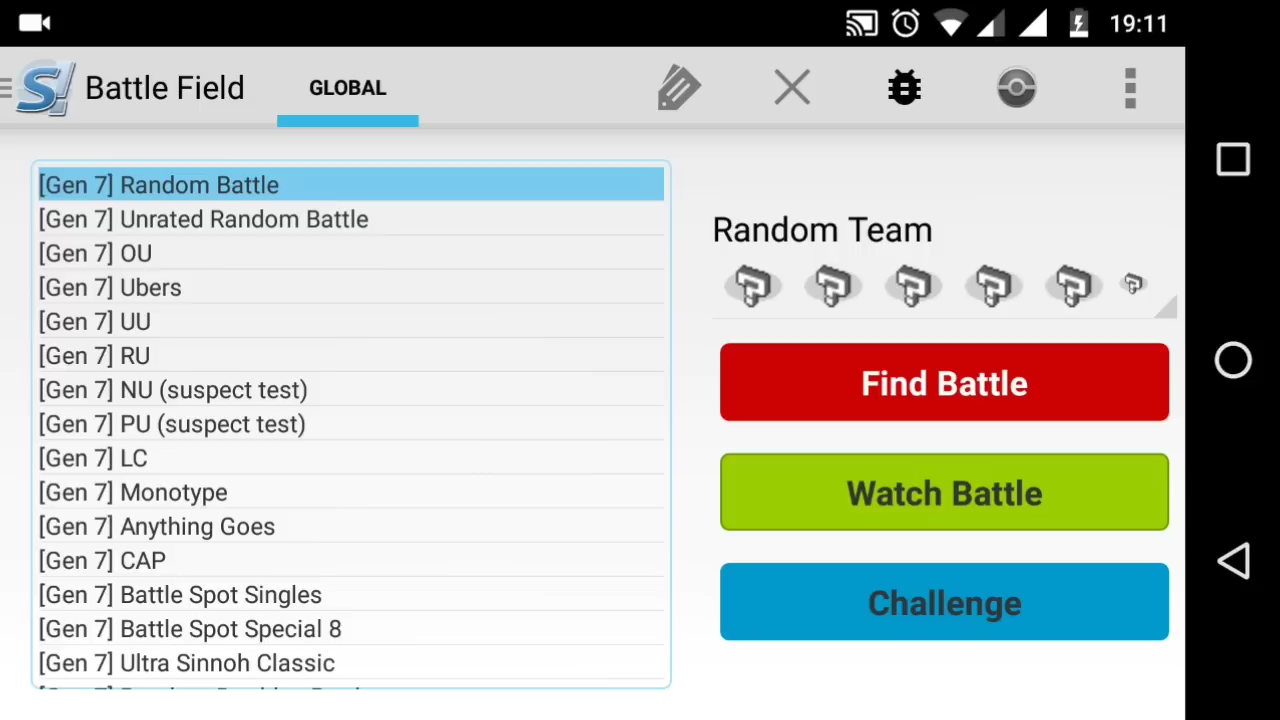 19:11
Battle Field
GLOBAL
[Gen 7] Random Battle
[Gen 7] Unrated Random Battle
[Gen 7] OU
[Gen 7] Ubers
[Gen 7] UU
[Gen 7] RU
[Gen 7] NU (suspect test)
[Gen 7] PU (suspect test)
[Gen 7] LC
[Gen 7] Monotype
[Gen 7] Anything Goes
[Gen 7] CAP
[Gen 7] Battle Spot Singles
[Gen 7] Battle Spot Special 8
[Gen 7] Ultra Sinnoh Classic
Random Team
Find Battle
Watch Battle
Challenge